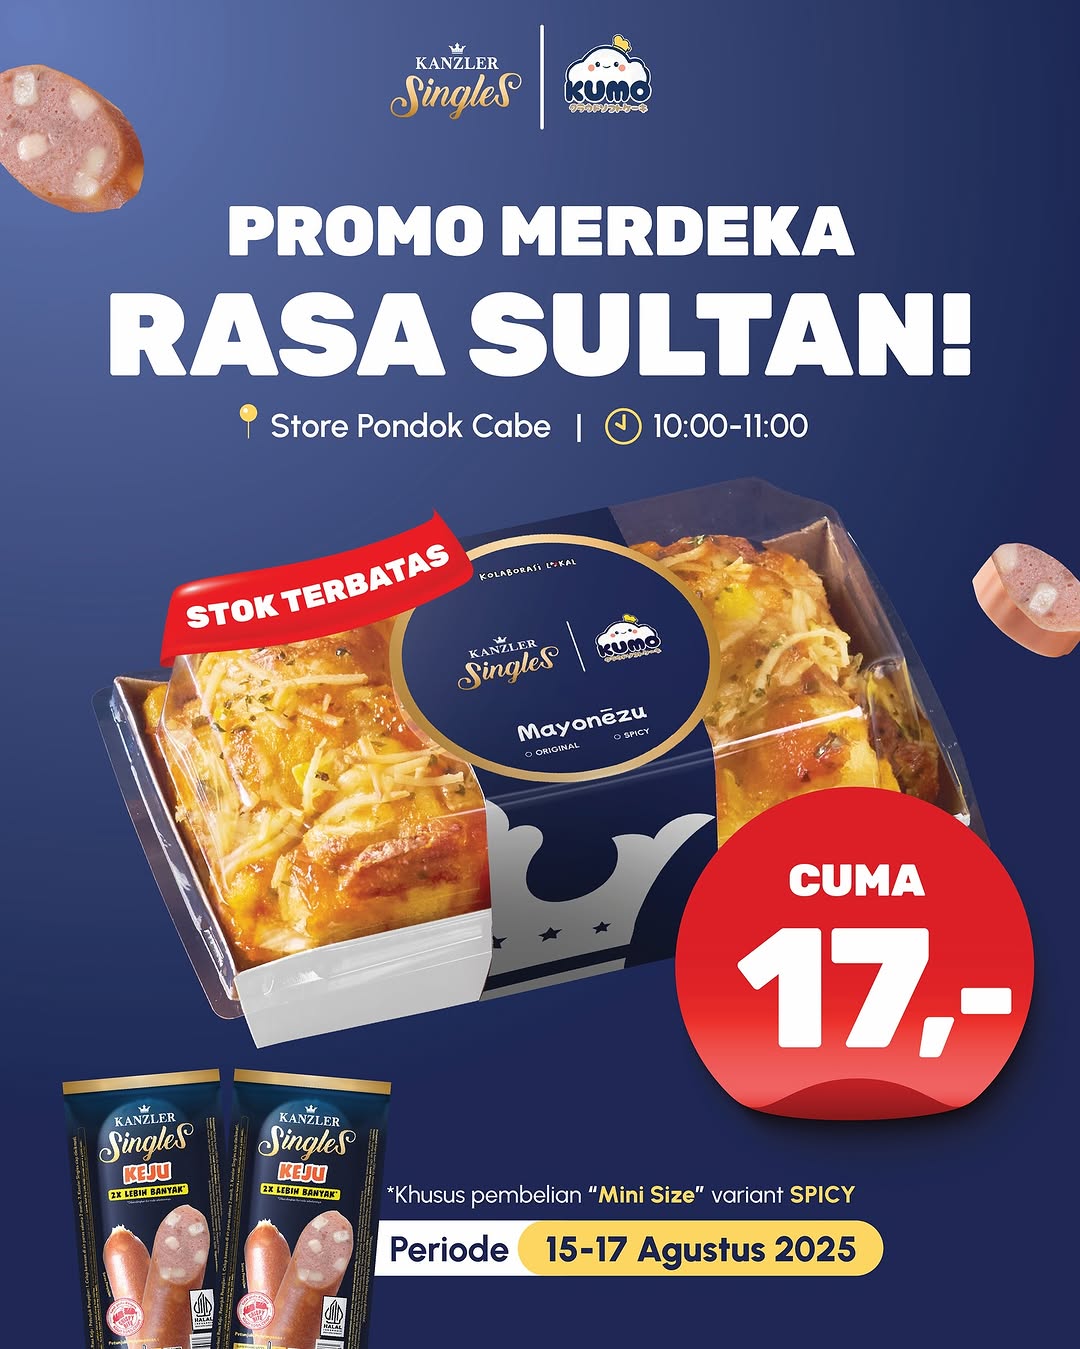 KANZLER
Singles
KUMO
PROMO MERDEKA
RASA SULTAN!
Store Pondok Cabe | 10:00-11:00
STOK TERBATAS
KOLABORASI LOKAL
KANZLER
Singles
KUMO
Mayonēzu
ORIGINAL SPICY
CUMA
17,-
KANZLER
Singles
KEJU
2X LEBIH BANYAK*
HALAL
KANZLER
Singles
KEJU
2X LEBIH BANYAK*
HALAL
*Khusus pembelian “Mini Size” variant SPICY
Periode 15-17 Agustus 2025